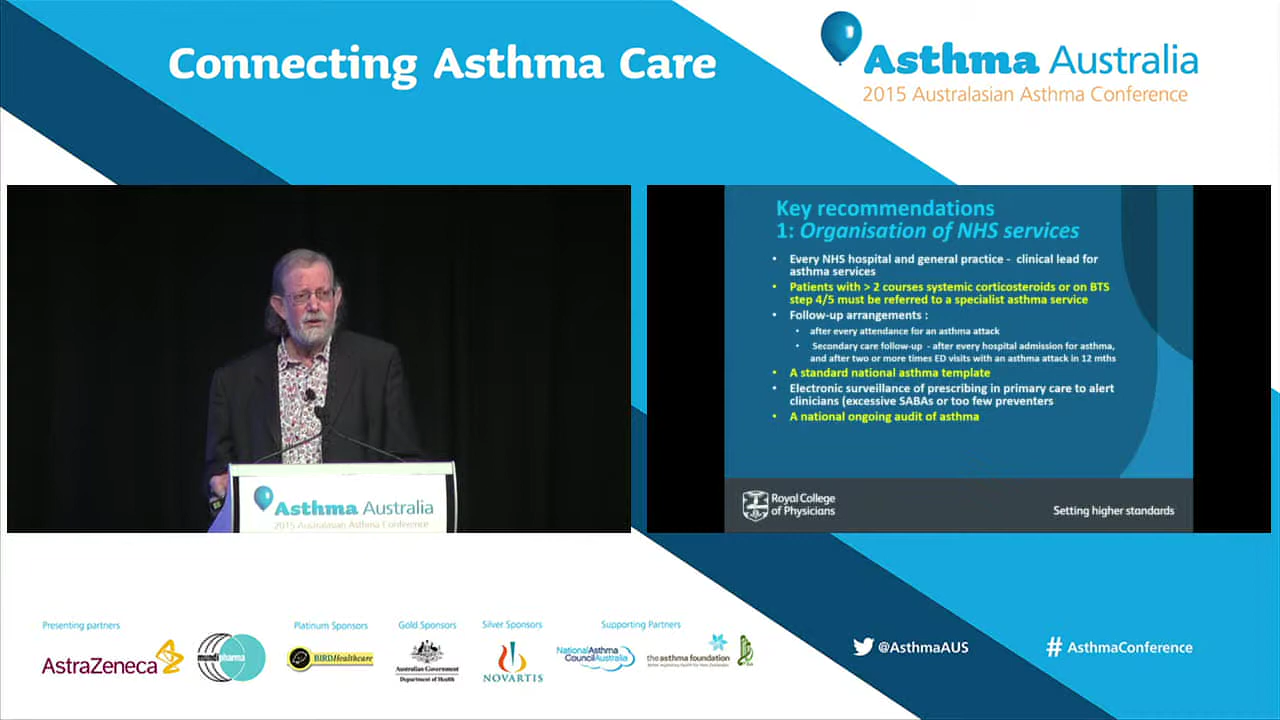 Connecting Asthma Care
Asthma Australia
2015 Australasian Asthma Conference
Key recommendations
1: Organisation of NHS services
• Every NHS hospital and general practice - clinical lead for
asthma services
• Patients with > 2 courses systemic corticosteroids or on BTS
step 4/5 must be referred to a specialist asthma service
• Follow-up arrangements :
• after every attendance for an asthma attack
• Secondary care follow-up - after every hospital admission for asthma,
and after two or more times ED visits with an asthma attack in 12 mths
• A standard national asthma template
• Electronic surveillance of prescribing in primary care to alert
clinicians (excessive SABAs or too few preventers
• A national ongoing audit of asthma
Royal College
of Physicians
Setting higher standards
Asthma Australia
2015 Australasian Asthma Conference
Presenting partners
Platinum Sponsors
Gold Sponsors
Silver Sponsors
Supporting Partners
AstraZeneca
mundipharma
BIRDHealthcare
Australian Government
Department of Health
NOVARTIS
NationalAsthma
CouncilAustralia
the asthma foundation
@AsthmaAUS
# AsthmaConference